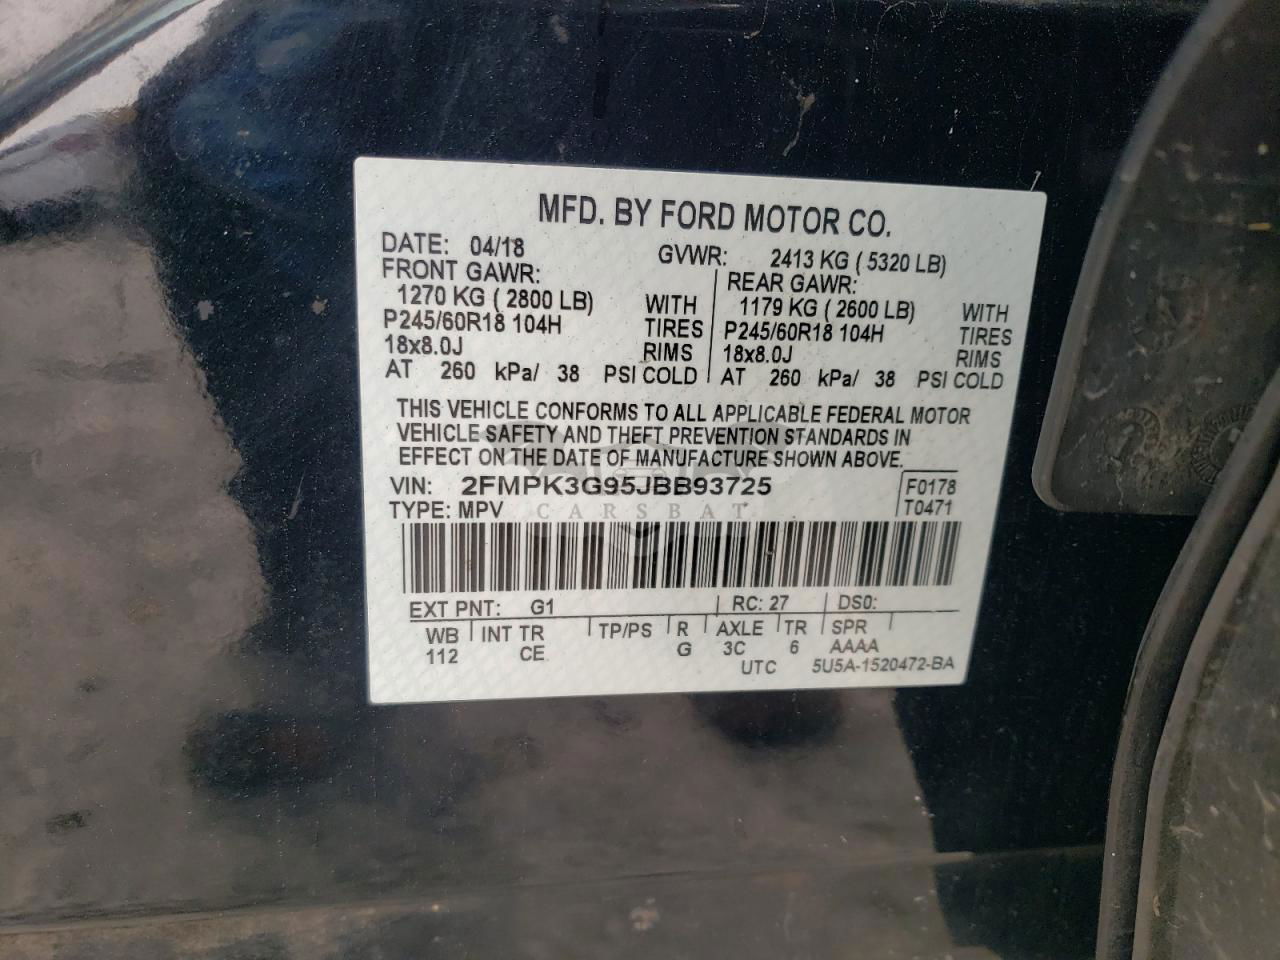 MFD. BY FORD MOTOR CO.
DATE: 04/18 GVWR: 2413 KG ( 5320 LB)
FRONT GAWR: REAR GAWR:
1270 KG ( 2800 LB) WITH 1179 KG ( 2600 LB) WITH
P245/60R18 104H TIRES P245/60R18 104H TIRES
18x8.0J RIMS 18x8.0J RIMS
AT 260 kPa/ 38 PSI COLD AT 260 kPa/ 38 PSI COLD
THIS VEHICLE CONFORMS TO ALL APPLICABLE FEDERAL MOTOR
VEHICLE SAFETY AND THEFT PREVENTION STANDARDS IN
EFFECT ON THE DATE OF MANUFACTURE SHOWN ABOVE.
VIN: 2FMPK3G95JBB93725 F0178
TYPE: MPV T0471
CARSBAT
EXT PNT: G1 RC: 27 DSO:
WB INT TR TP/PS R AXLE TR SPR
112 CE G 3C 6 AAAA
UTC 5U5A-1520472-BA